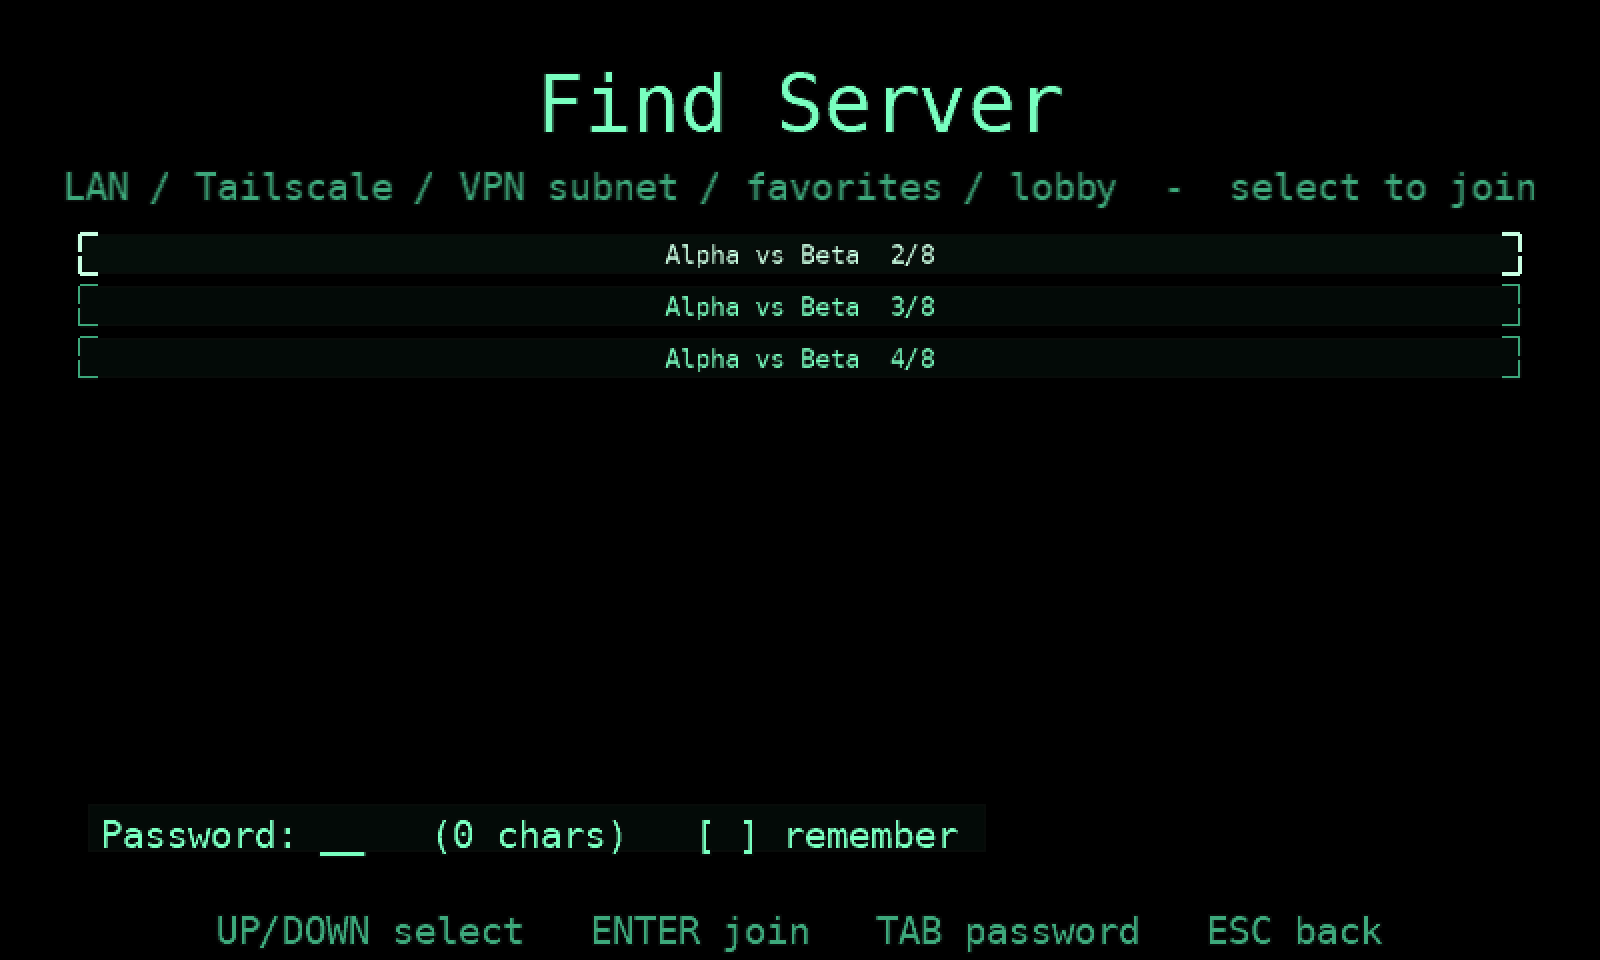 Find Server
LAN / Tailscale / VPN subnet / favorites / lobby - select to join
Alpha vs Beta 2/8
Alpha vs Beta 3/8
Alpha vs Beta 4/8
Password: __ (0 chars) [ ] remember
UP/DOWN select ENTER join TAB password ESC back